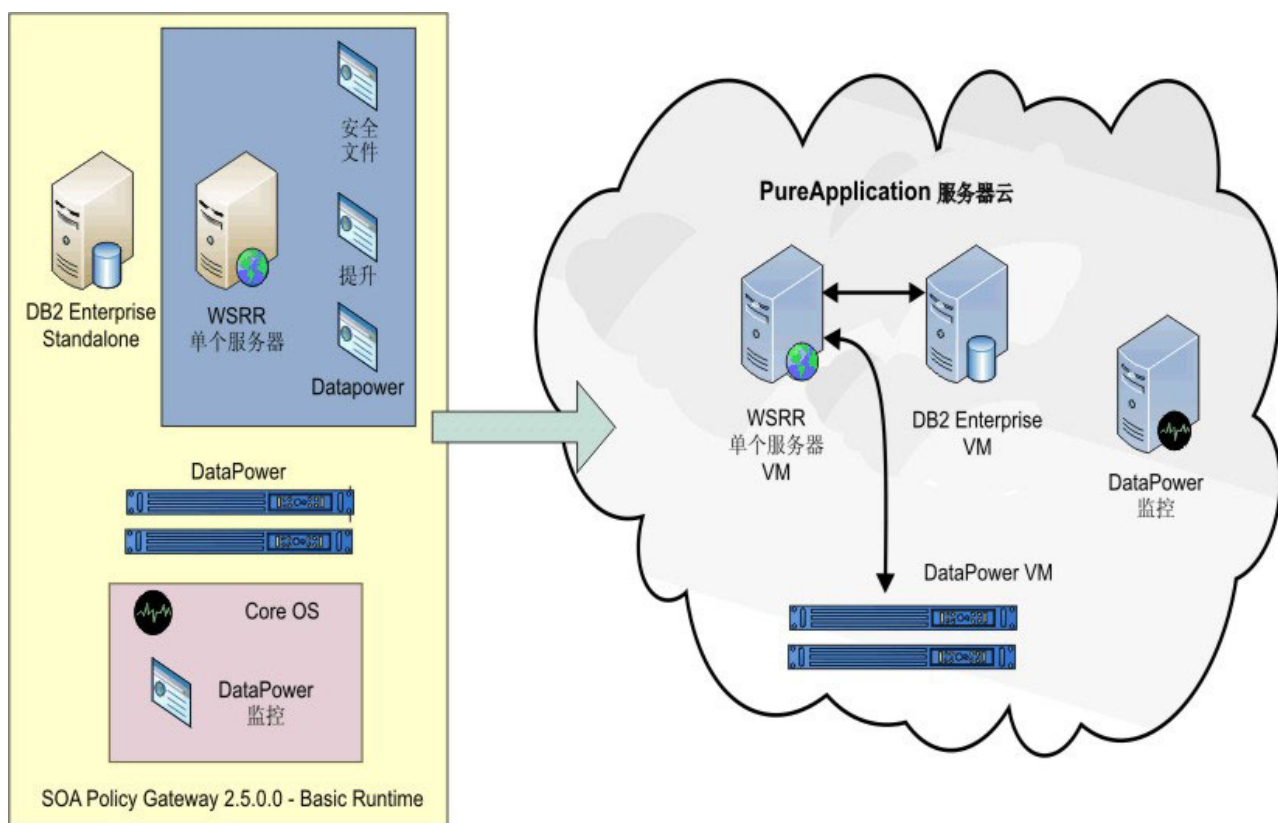 安全
文件
提升
Datapower
DB2 Enterprise
Standalone
WSRR
单个服务器
DataPower
Core OS
DataPower
监控
SOA Policy Gateway 2.5.0.0 - Basic Runtime
PureApplication 服务器云
WSRR
单个服务器
VM
DB2 Enterprise
VM
DataPower
监控
DataPower VM